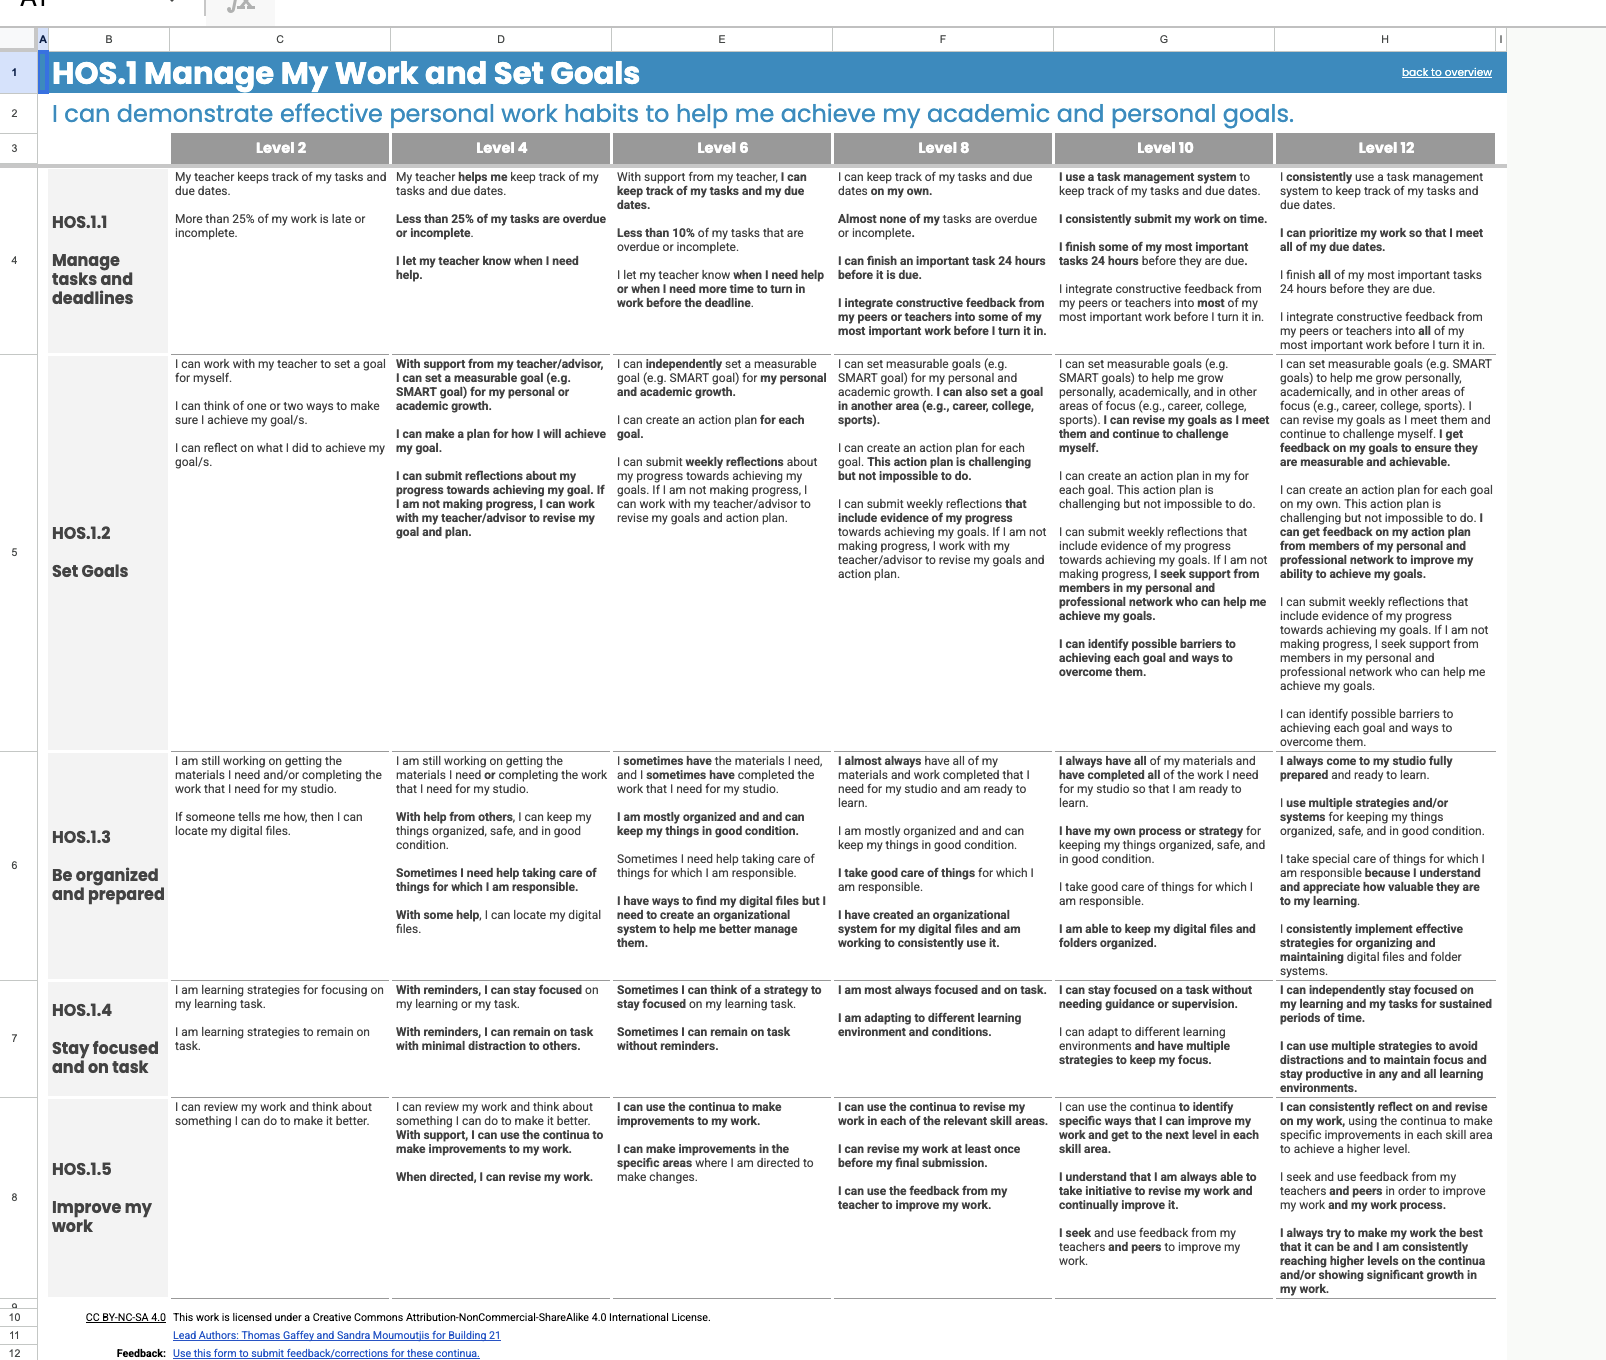 A B C D E F G H I
1 HOS.1 Manage My Work and Set Goals back to overview
2 I can demonstrate effective personal work habits to help me achieve my academic and personal goals.
3 Level 2 Level 4 Level 6 Level 8 Level 10 Level 12
4
HOS.1.1
Manage
tasks and
deadlines
My teacher keeps track of my tasks and
due dates.
More than 25% of my work is late or
incomplete.
My teacher helps me keep track of my
tasks and due dates.
Less than 25% of my tasks are overdue
or incomplete.
I let my teacher know when I need
help.
With support from my teacher, I can
keep track of my tasks and my due
dates.
Less than 10% of my tasks that are
overdue or incomplete.
I let my teacher know when I need help
or when I need more time to turn in
work before the deadline.
I can keep track of my tasks and due
dates on my own.
Almost none of my tasks are overdue
or incomplete.
I can finish an important task 24 hours
before it is due.
I integrate constructive feedback from
my peers or teachers into some of my
most important work before I turn it in.
I use a task management system to
keep track of my tasks and due dates.
I consistently submit my work on time.
I finish some of my most important
tasks 24 hours before they are due.
I integrate constructive feedback from
my peers or teachers into most of my
most important work before I turn it in.
I consistently use a task management
system to keep track of my tasks and
due dates.
I can prioritize my work so that I meet
all of my due dates.
I finish all of my most important tasks
24 hours before they are due.
I integrate constructive feedback from
my peers or teachers into all of my
most important work before I turn it in.
5
HOS.1.2
Set Goals
I can work with my teacher to set a goal
for myself.
I can think of one or two ways to make
sure I achieve my goal/s.
I can reflect on what I did to achieve my
goal/s.
With support from my teacher/advisor,
I can set a measurable goal (e.g.
SMART goal) for my personal or
academic growth.
I can make a plan for how I will achieve
my goal.
I can submit reflections about my
progress towards achieving my goal. If
I am not making progress, I can work
with my teacher/advisor to revise my
goal and plan.
I can independently set a measurable
goal (e.g. SMART goal) for my personal
and academic growth.
I can create an action plan for each
goal.
I can submit weekly reflections about
my progress towards achieving my
goals. If I am not making progress, I
can work with my teacher/advisor to
revise my goals and action plan.
I can set measurable goals (e.g.
SMART goal) for my personal and
academic growth. I can also set a goal
in another area (e.g., career, college,
sports).
I can create an action plan for each
goal. This action plan is challenging
but not impossible to do.
I can submit weekly reflections that
include evidence of my progress
towards achieving my goals. If I am not
making progress, I work with my
teacher/advisor to revise my goals and
action plan.
I can set measurable goals (e.g.
SMART goals) to help me grow
personally, academically, and in other
areas of focus (e.g., career, college,
sports). I can revise my goals as I meet
them and continue to challenge
myself.
I can create an action plan in my for
each goal. This action plan is
challenging but not impossible to do.
I can submit weekly reflections that
include evidence of my progress
towards achieving my goals. If I am not
making progress, I seek support from
members in my personal and
professional network who can help me
achieve my goals.
I can identify possible barriers to
achieving each goal and ways to
overcome them.
I can set measurable goals (e.g. SMART
goals) to help me grow personally,
academically, and in other areas of
focus (e.g., career, college, sports). I
can revise my goals as I meet them and
continue to challenge myself. I get
feedback on my goals to ensure they
are measurable and achievable.
I can create an action plan for each goal
on my own. This action plan is
challenging but not impossible to do. I
can get feedback on my action plan
from members of my personal and
professional network to improve my
ability to achieve my goals.
I can submit weekly reflections that
include evidence of my progress
towards achieving my goals. If I am not
making progress, I seek support from
members in my personal and
professional network who can help me
achieve my goals.
I can identify possible barriers to
achieving each goal and ways to
overcome them.
6
HOS.1.3
Be organized
and prepared
I am still working on getting the
materials I need and/or completing the
work that I need for my studio.
If someone tells me how, then I can
locate my digital files.
I am still working on getting the
materials I need or completing the work
that I need for my studio.
With help from others, I can keep my
things organized, safe, and in good
condition.
Sometimes I need help taking care of
things for which I am responsible.
With some help, I can locate my digital
files.
I sometimes have the materials I need,
and I sometimes have completed the
work that I need for my studio.
I am mostly organized and and can
keep my things in good condition.
Sometimes I need help taking care of
things for which I am responsible.
I have ways to find my digital files but I
need to create an organizational
system to help me better manage
them.
I almost always have all of my
materials and work completed that I
need for my studio and am ready to
learn.
I am mostly organized and and can
keep my things in good condition.
I take good care of things for which I
am responsible.
I have created an organizational
system for my digital files and am
working to consistently use it.
I always have all of my materials and
have completed all of the work I need
for my studio so that I am ready to
learn.
I have my own process or strategy for
keeping my things organized, safe, and
in good condition.
I take good care of things for which I
am responsible.
I am able to keep my digital files and
folders organized.
I always come to my studio fully
prepared and ready to learn.
I use multiple strategies and/or
systems for keeping my things
organized, safe, and in good condition.
I take special care of things for which I
am responsible because I understand
and appreciate how valuable they are
to my learning.
I consistently implement effective
strategies for organizing and
maintaining digital files and folder
systems.
7
HOS.1.4
Stay focused
and on task
I am learning strategies for focusing on
my learning task.
I am learning strategies to remain on
task.
With reminders, I can stay focused on
my learning or my task.
With reminders, I can remain on task
with minimal distraction to others.
Sometimes I can think of a strategy to
stay focused on my learning task.
Sometimes I can remain on task
without reminders.
I am most always focused and on task.
I am adapting to different learning
environment and conditions.
I can stay focused on a task without
needing guidance or supervision.
I can adapt to different learning
environments and have multiple
strategies to keep my focus.
I can independently stay focused on
my learning and my tasks for sustained
periods of time.
I can use multiple strategies to avoid
distractions and to maintain focus and
stay productive in any and all learning
environments.
8
HOS.1.5
Improve my
work
I can review my work and think about
something I can do to make it better.
I can review my work and think about
something I can do to make it better.
With support, I can use the continua to
make improvements to my work.
When directed, I can revise my work.
I can use the continua to make
improvements to my work.
I can make improvements in the
specific areas where I am directed to
make changes.
I can use the continua to revise my
work in each of the relevant skill areas.
I can revise my work at least once
before my final submission.
I can use the feedback from my
teacher to improve my work.
I can use the continua to identify
specific ways that I can improve my
work and get to the next level in each
skill area.
I understand that I am always able to
take initiative to revise my work and
continually improve it.
I seek and use feedback from my
teachers and peers to improve my
work.
I can consistently reflect on and revise
on my work, using the continua to make
specific improvements in each skill area
to achieve a higher level.
I seek and use feedback from my
teachers and peers in order to improve
my work and my work process.
I always try to make my work the best
that it can be and I am consistently
reaching higher levels on the continua
and/or showing significant growth in
my work.
10 CC BY-NC-SA 4.0 This work is licensed under a Creative Commons Attribution-NonCommercial-ShareAlike 4.0 International License.
11 Lead Authors: Thomas Gaffey and Sandra Moumoutjis for Building 21
12 Feedback: Use this form to submit feedback/corrections for these continua.